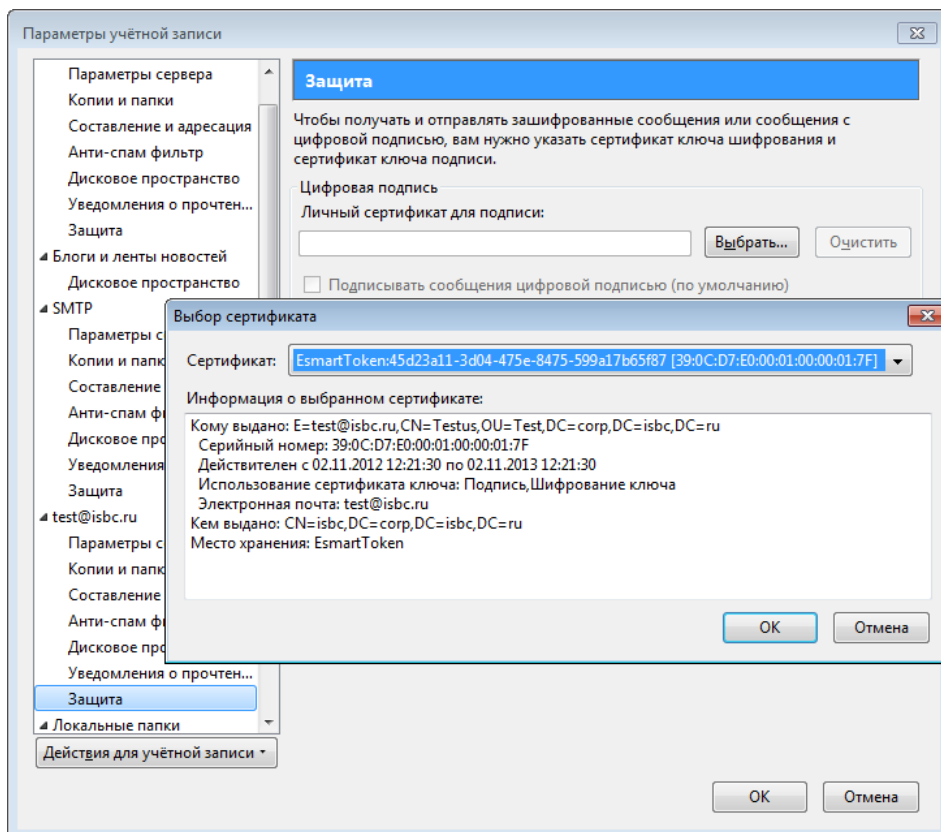 Параметры учётной записи
Параметры сервера
Копии и папки
Составление и адресация
Анти-спам фильтр
Дисковое пространство
Уведомления о прочтен...
Защита
Блоги и ленты новостей
Дисковое пространство
SMTP
Параметры с
Копии и папк
Составление
Анти-спам ф
Дисковое про
Уведомления
Защита
test@isbc.ru
Параметры с
Копии и папк
Составление
Анти-спам ф
Дисковое про
Уведомления о прочтен...
Защита
Локальные папки
Действия для учётной записи
Защита
Чтобы получать и отправлять зашифрованные сообщения или сообщения с
цифровой подписью, вам нужно указать сертификат ключа шифрования и
сертификат ключа подписи.
Цифровая подпись
Личный сертификат для подписи:
Выбрать... Очистить
Подписывать сообщения цифровой подписью (по умолчанию)
Выбор сертификата
Сертификат: EsmartToken:45d23a11-3d04-475e-8475-599a17b65f87 [39:0C:D7:E0:00:01:00:00:01:7F]
Информация о выбранном сертификате:
Кому выдано: E=test@isbc.ru,CN=Testus,OU=Test,DC=corp,DC=isbc,DC=ru
Серийный номер: 39:0C:D7:E0:00:01:00:00:01:7F
Действителен с 02.11.2012 12:21:30 по 02.11.2013 12:21:30
Использование сертификата ключа: Подпись,Шифрование ключа
Электронная почта: test@isbc.ru
Кем выдано: CN=isbc,DC=corp,DC=isbc,DC=ru
Место хранения: EsmartToken
OK Отмена
OK Отмена